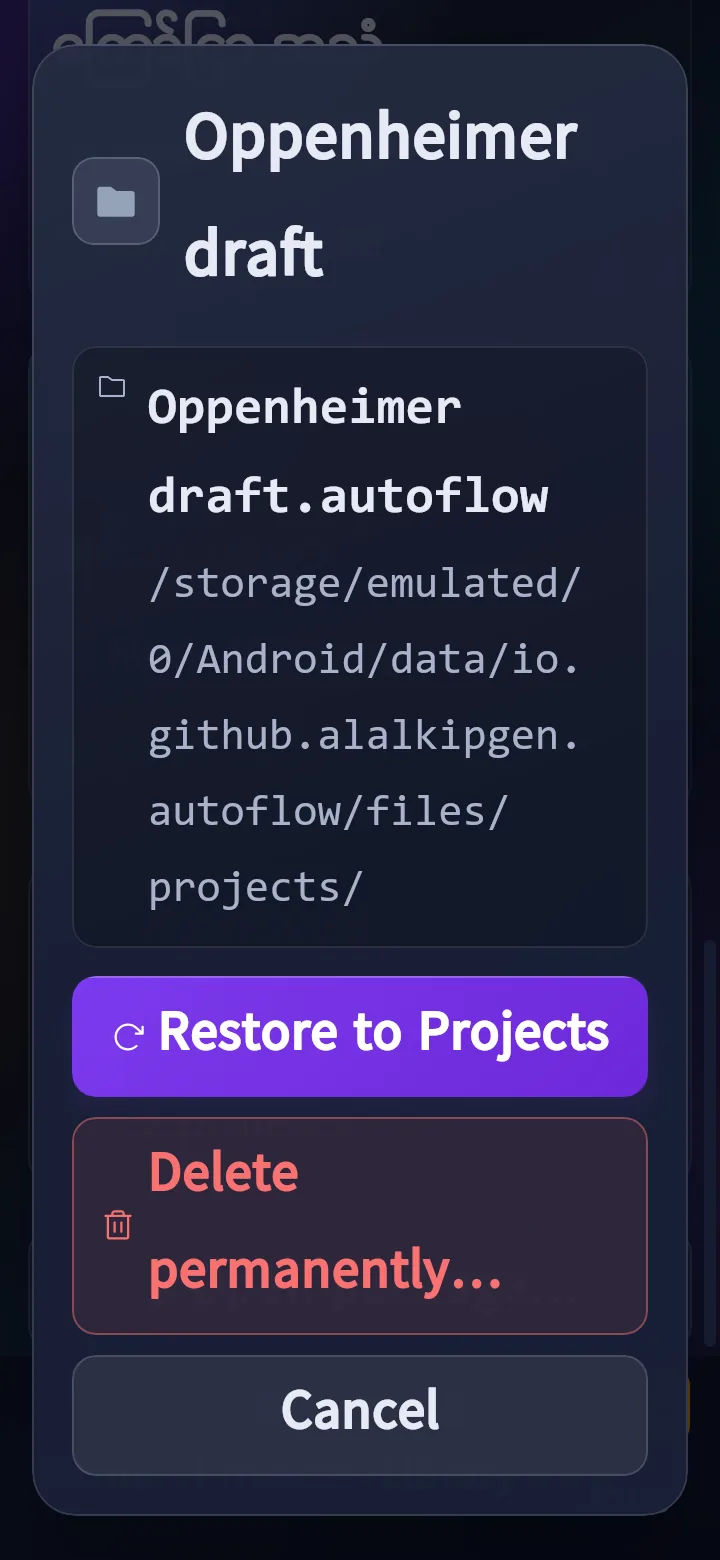 Oppenheimer
draft
Oppenheimer
draft.autoflow
/storage/emulated/
0/Android/data/io.
github.alalkipgen.
autoflow/files/
projects/
Restore to Projects
Delete
permanently...
Cancel